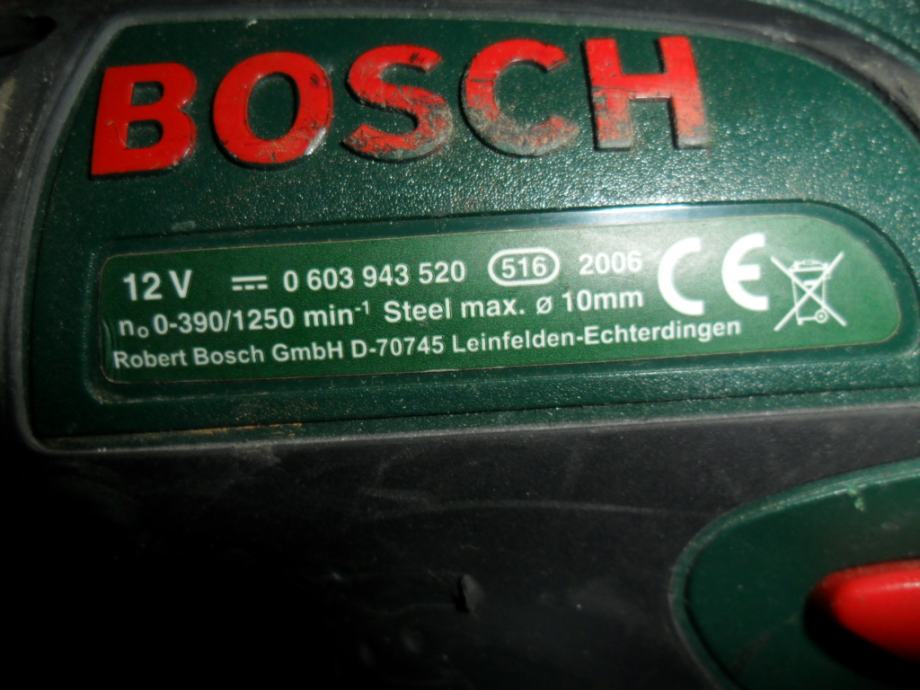 BOSCH
12 V ⎓ 0 603 943 520 516 2006 CE
n₀ 0-390/1250 min⁻¹ Steel max. ø 10mm
Robert Bosch GmbH D-70745 Leinfelden-Echterdingen